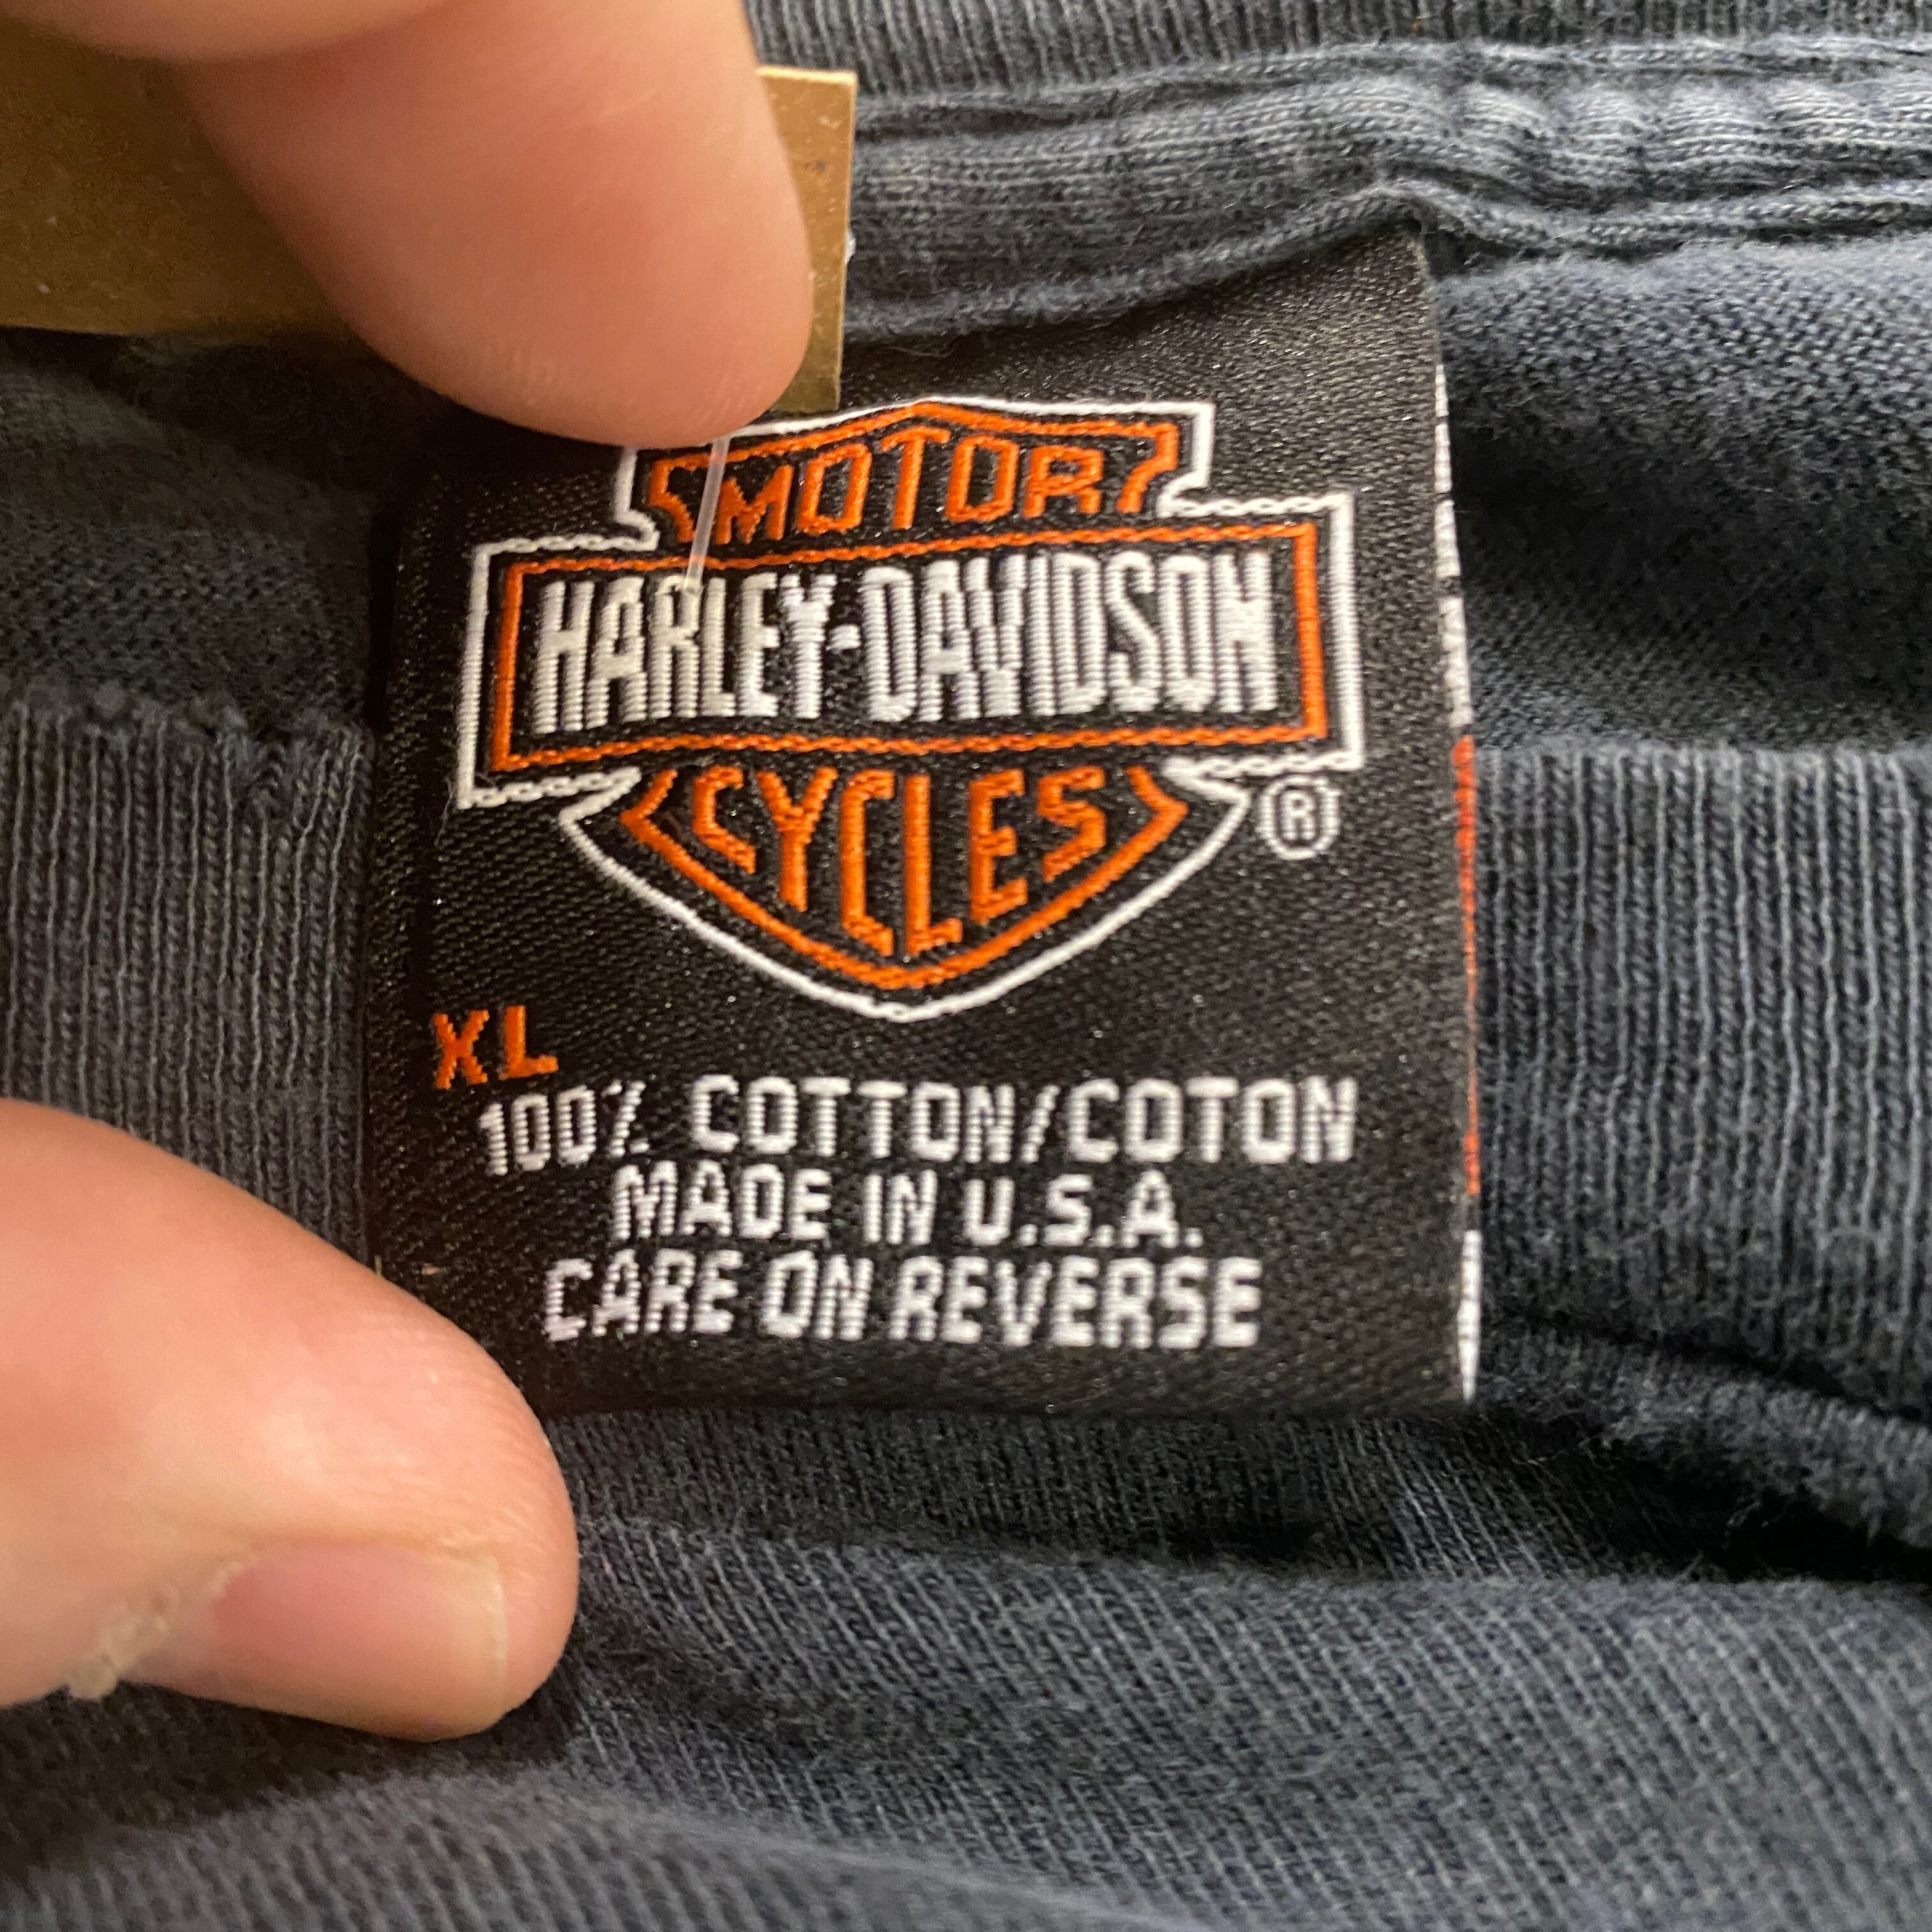 MOTOR
HARLEY-DAVIDSON
CYCLES
®
XL
100% COTTON/COTON
MADE IN U.S.A.
CARE ON REVERSE